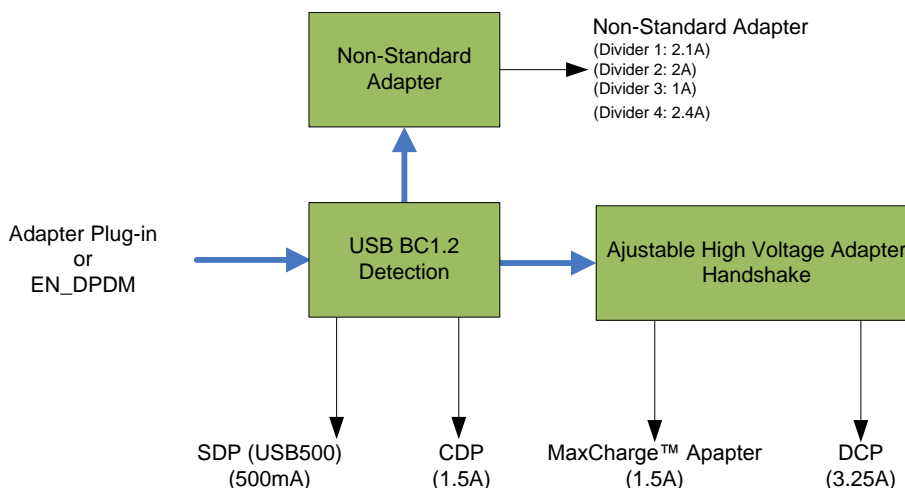 Non-Standard
Adapter
Non-Standard Adapter
(Divider 1: 2.1A)
(Divider 2: 2A)
(Divider 3: 1A)
(Divider 4: 2.4A)
Adapter Plug-in
or
EN_DPDM
USB BC1.2
Detection
Ajustable High Voltage Adapter
Handshake
SDP (USB500)
(500mA)
CDP
(1.5A)
MaxCharge™ Apapter
(1.5A)
DCP
(3.25A)